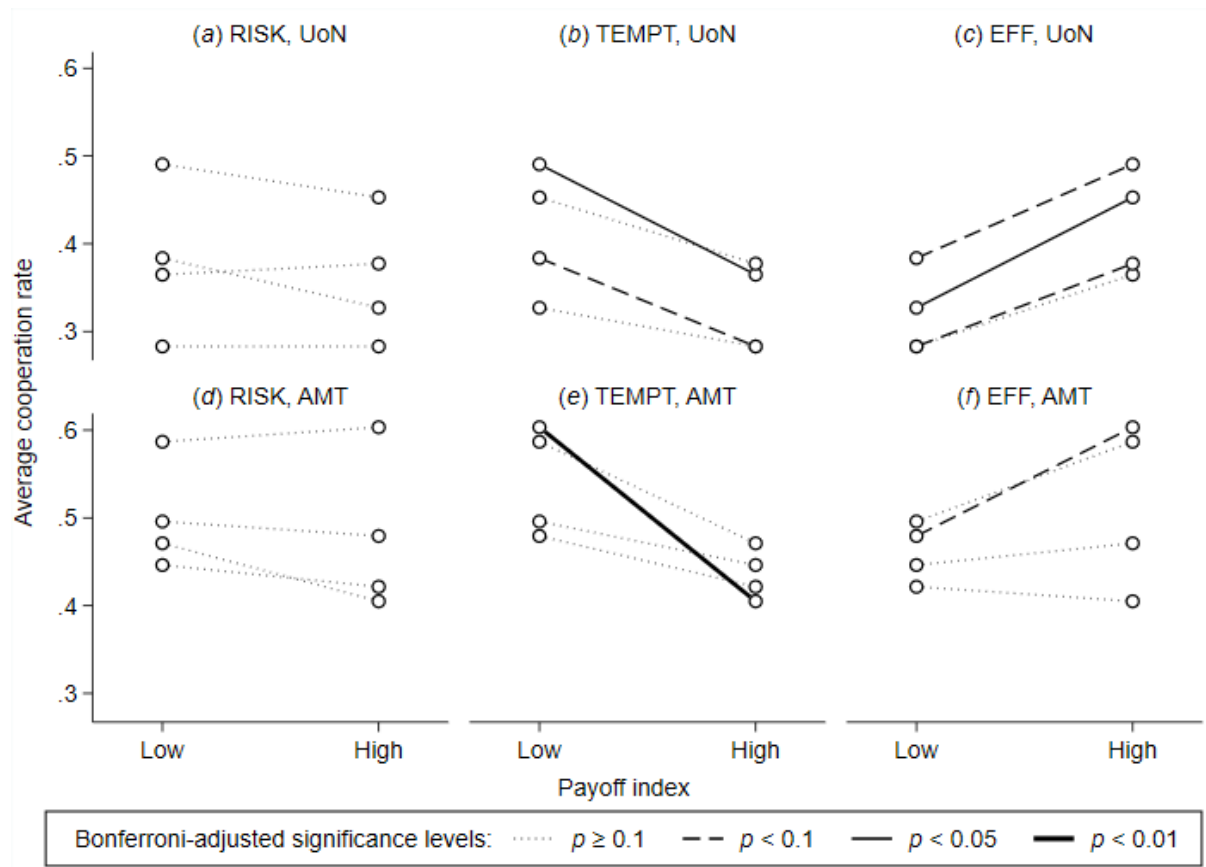 (a) RISK, UoN
(b) TEMPT, UoN
(c) EFF, UoN
.6
.5
.4
.3
(d) RISK, AMT
(e) TEMPT, AMT
(f) EFF, AMT
.6
.5
.4
.3
Average cooperation rate
Low High Low High Low High
Payoff index
Bonferroni-adjusted significance levels: p ≥ 0.1 p < 0.1 p < 0.05 p < 0.01